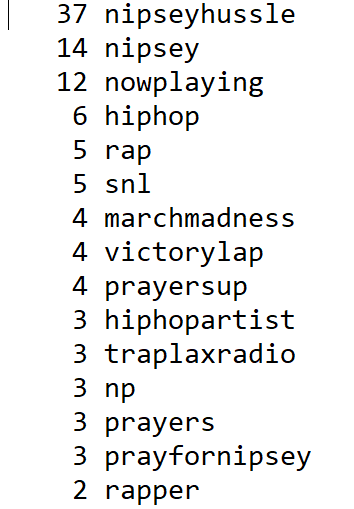 37 nipseyhussle
14 nipsey
12 nowplaying
6 hiphop
5 rap
5 snl
4 marchmadness
4 victorylap
4 prayersup
3 hiphopartist
3 traplaxradio
3 np
3 prayers
3 prayfornipsey
2 rapper